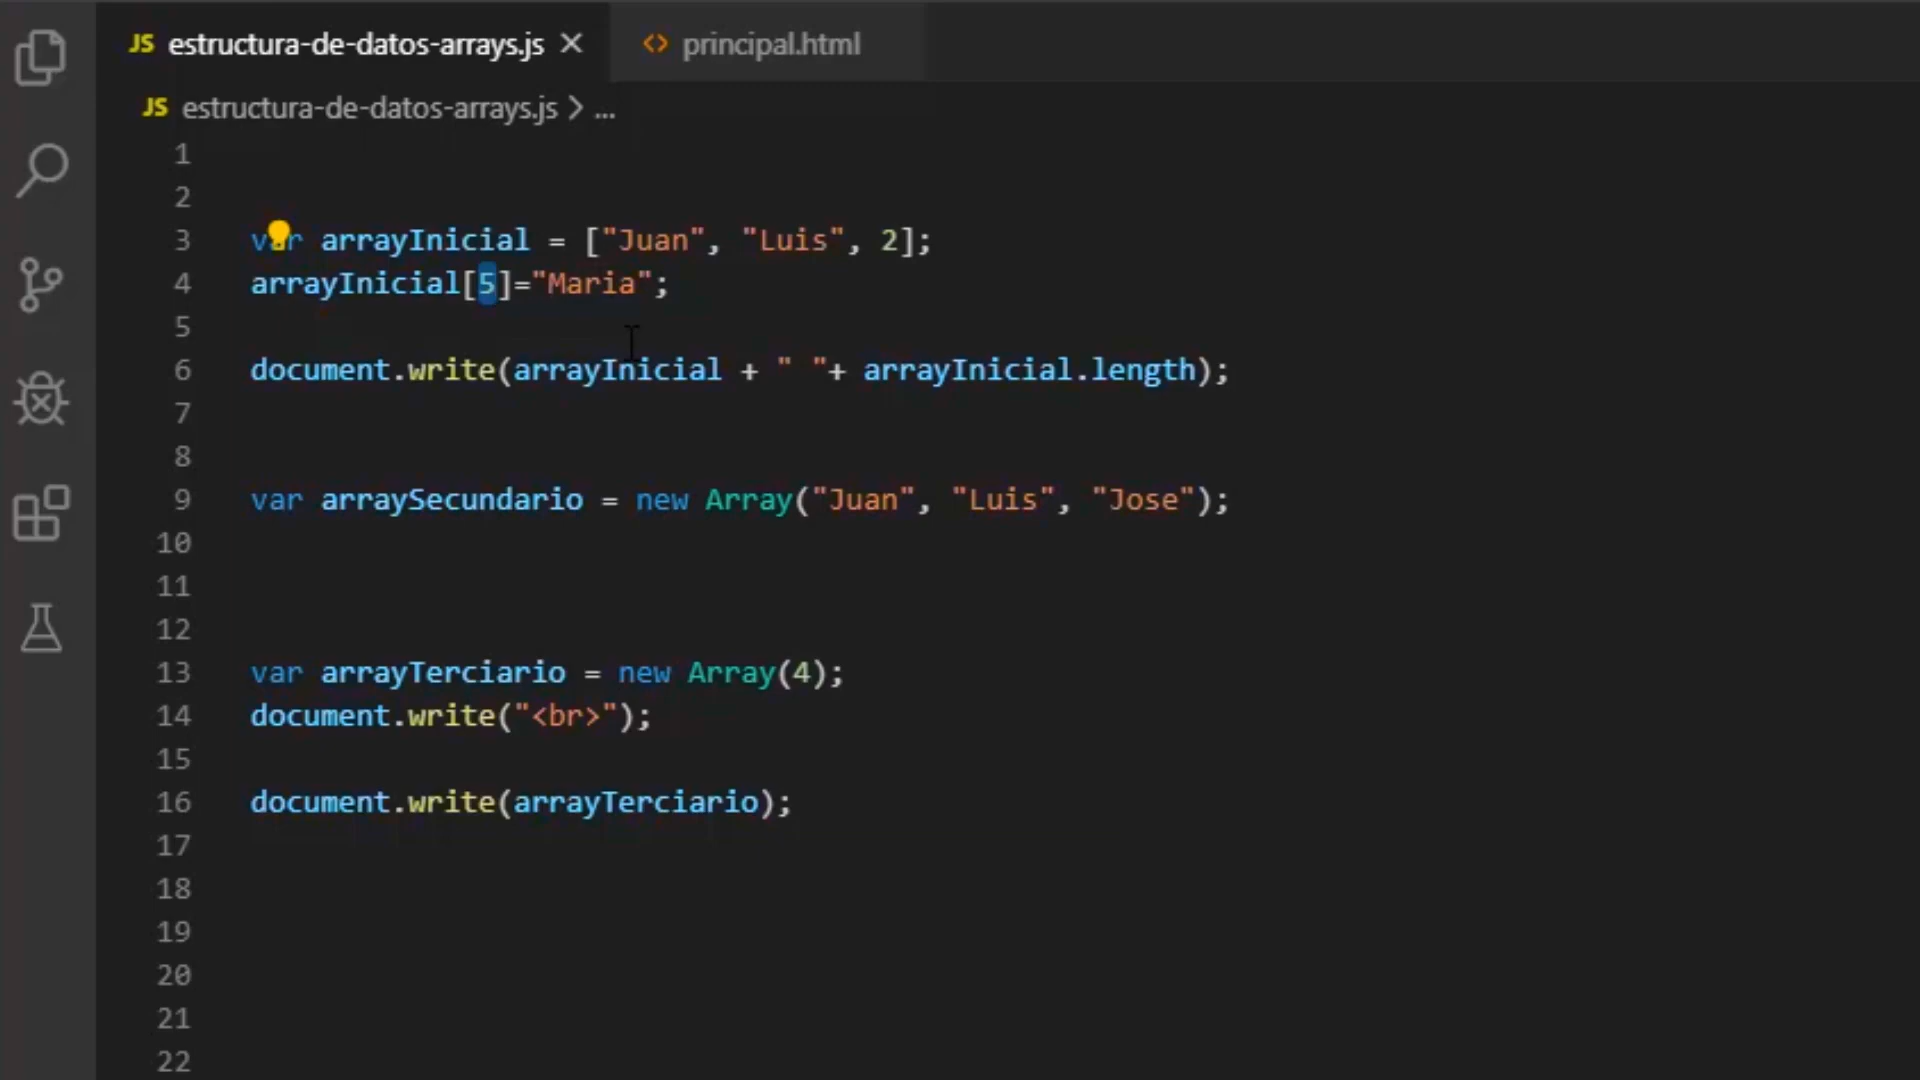 JS estructura-de-datos-arrays.js × <> principal.html
JS estructura-de-datos-arrays.js > ...
1
2
3 var arrayInicial = ["Juan", "Luis", 2];
4 arrayInicial[5]="Maria";
5
6 document.write(arrayInicial + " "+ arrayInicial.length);
7
8
9 var arraySecundario = new Array("Juan", "Luis", "Jose");
10
11
12
13 var arrayTerciario = new Array(4);
14 document.write("<br>");
15
16 document.write(arrayTerciario);
17
18
19
20
21
22